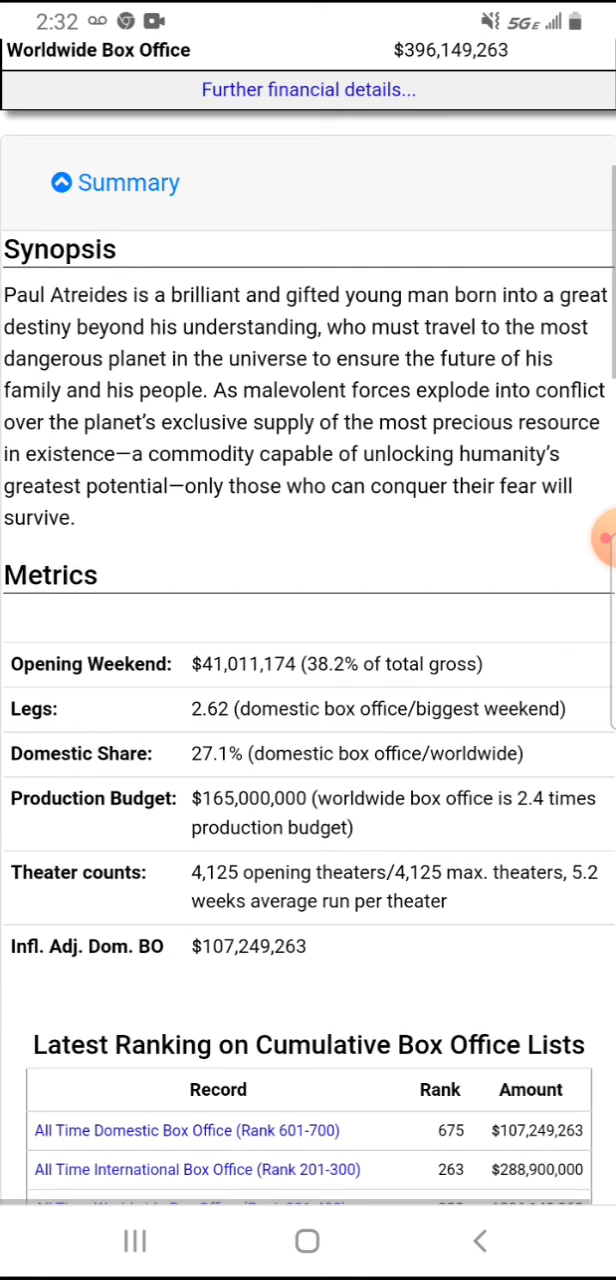 2:32 5GE
Worldwide Box Office $396,149,263
Further financial details...
Summary
Synopsis
Paul Atreides is a brilliant and gifted young man born into a great
destiny beyond his understanding, who must travel to the most
dangerous planet in the universe to ensure the future of his
family and his people. As malevolent forces explode into conflict
over the planet's exclusive supply of the most precious resource
in existence—a commodity capable of unlocking humanity's
greatest potential—only those who can conquer their fear will
survive.
Metrics
Opening Weekend: $41,011,174 (38.2% of total gross)
Legs: 2.62 (domestic box office/biggest weekend)
Domestic Share: 27.1% (domestic box office/worldwide)
Production Budget: $165,000,000 (worldwide box office is 2.4 times
production budget)
Theater counts: 4,125 opening theaters/4,125 max. theaters, 5.2
weeks average run per theater
Infl. Adj. Dom. BO $107,249,263
Latest Ranking on Cumulative Box Office Lists
Record Rank Amount
All Time Domestic Box Office (Rank 601-700) 675 $107,249,263
All Time International Box Office (Rank 201-300) 263 $288,900,000